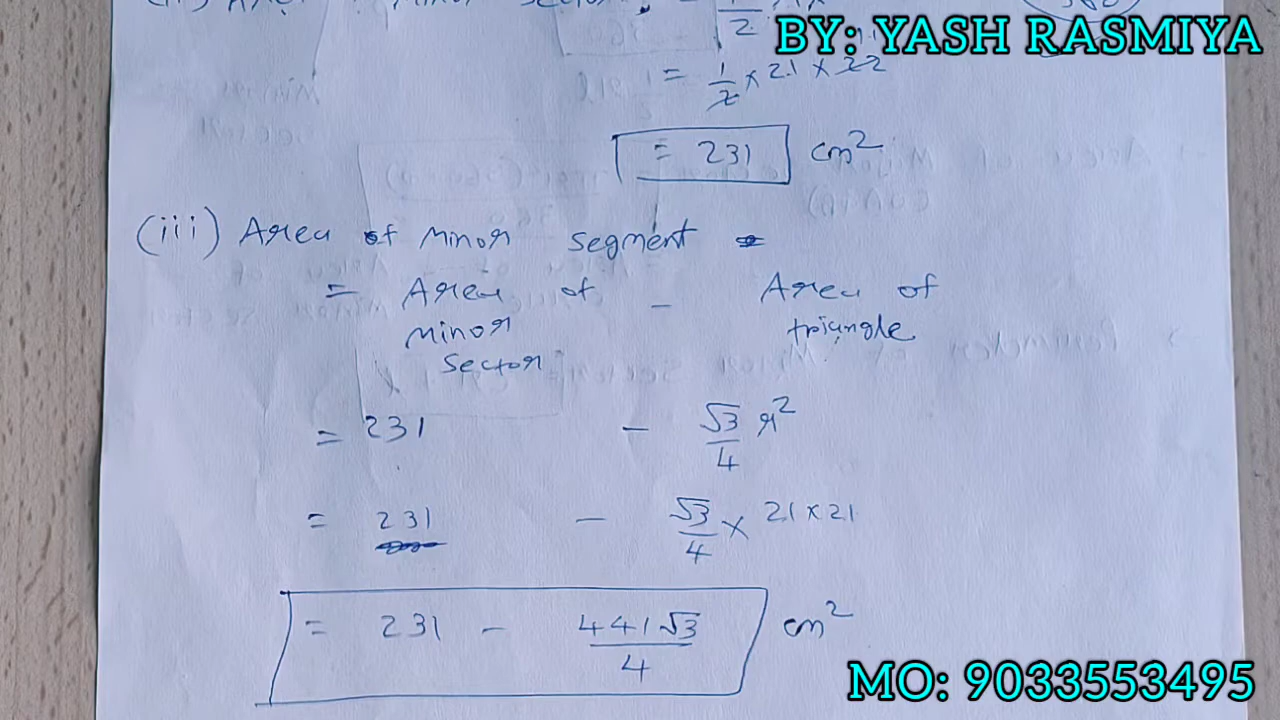 BY: YASH RASMIYA
= 1/2 × 21 × 22
= 231 cm²
(iii) Area of minor segment =
= Area of minor sector - Area of triangle
= 231 - √3/4 r²
= 231 - √3/4 × 21 × 21
= 231 - 441√3/4 cm²
MO: 9033553495